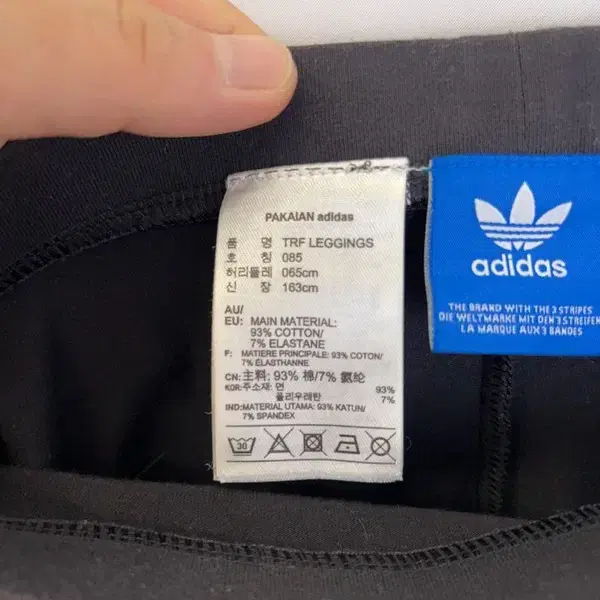 PAKAIAN adidas
품 명 TRF LEGGINGS
호 칭 085
허리둘레 065cm
신 장 163cm
AU/
EU: MAIN MATERIAL:
93% COTTON/
7% ELASTANE
F: MATIERE PRINCIPALE: 93% COTON/
7% ELASTHANNE
CN: 主料: 93% 棉/7% 氨纶
KOR:주소재: 면 93%
폴리우레탄 7%
IND:MATERIAL UTAMA: 93% KATUN/
7% SPANDEX
30
adidas
THE BRAND WITH THE 3 STRIPES
DIE WELTMARKE MIT DEN 3 STREIFEN
LA MARQUE AUX 3 BANDES